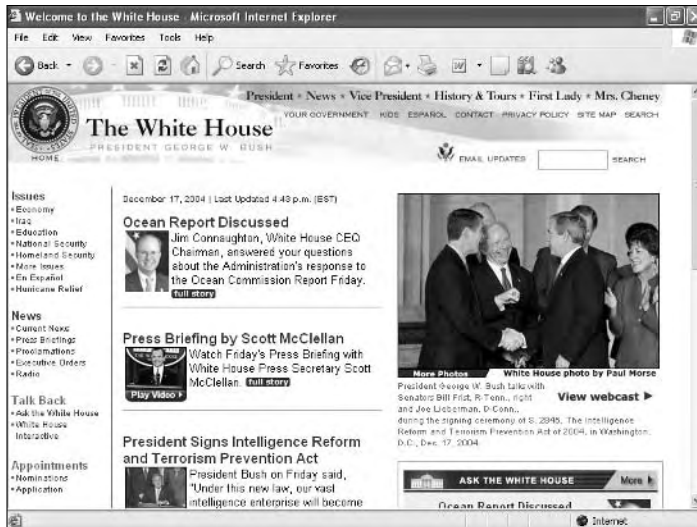 Welcome to the White House - Microsoft Internet Explorer
File Edit View Favorites Tools Help
Back Search Favorites
President • News • Vice President • History & Tours • First Lady • Mrs. Cheney
YOUR GOVERNMENT KIDS ESPAÑOL CONTACT PRIVACY POLICY SITE MAP SEARCH
The White House
PRESIDENT GEORGE W. BUSH
HOME
EMAIL UPDATES SEARCH
Issues
• Economy
• Iraq
• Education
• National Security
• Homeland Security
• More Issues
• En Español
• Hurricane Relief
News
• Current News
• Press Briefings
• Proclamations
• Executive Orders
• Radio
Talk Back
• Ask the White House
• White House
Interactive
Appointments
• Nominations
• Application
December 17, 2004 | Last Updated 4:43 p.m. (EST)
Ocean Report Discussed
Jim Connaughton, White House CEQ
Chairman, answered your questions
about the Administration's response to
the Ocean Commission Report Friday.
full story
Press Briefing by Scott McClellan
Watch Friday's Press Briefing with
White House Press Secretary Scott
McClellan. full story
Play Video
President Signs Intelligence Reform
and Terrorism Prevention Act
President Bush on Friday said,
"Under this new law, our vast
intelligence enterprise will become
More Photos White House photo by Paul Morse
President George W. Bush talks with
Senators Bill Frist, R-Tenn., right
and Joe Lieberman, D-Conn.,
View webcast
during the signing ceremony of S. 2845, The Intelligence
Reform and Terrorism Prevention Act of 2004, in Washington,
D.C., Dec. 17, 2004.
ASK THE WHITE HOUSE More
Ocean Report Discussed
Internet